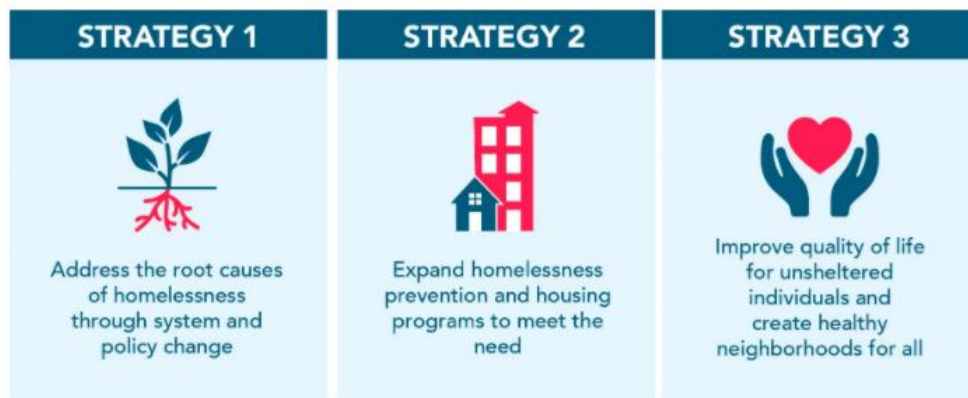 STRATEGY 1
Address the root causes
of homelessness
through system and
policy change
STRATEGY 2
Expand homelessness
prevention and housing
programs to meet the
need
STRATEGY 3
Improve quality of life
for unsheltered
individuals and
create healthy
neighborhoods for all